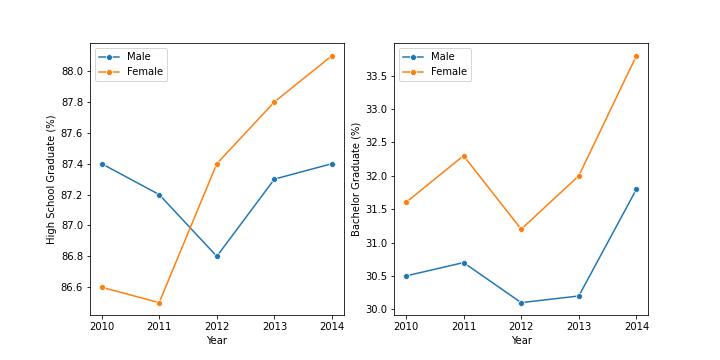 Male
Female
High School Graduate (%)
88.0
87.8
87.6
87.4
87.2
87.0
86.8
86.6
2010 2011 2012 2013 2014
Year
Male
Female
Bachelor Graduate (%)
33.5
33.0
32.5
32.0
31.5
31.0
30.5
30.0
2010 2011 2012 2013 2014
Year